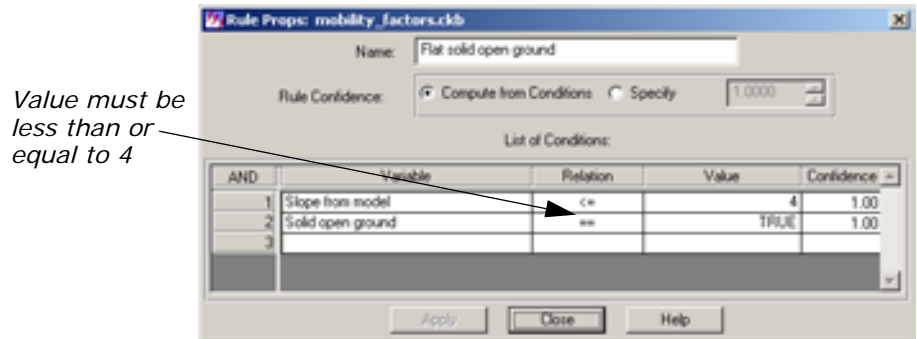 Rule Props: mobility_factors.ckb
Name: Flat solid open ground
Value must be
less than or
equal to 4
Rule Confidence: Compute from Conditions Specify 1.0000
List of Conditions:
AND Variable Relation Value Confidence
1 Slope from model <= 4 1.00
2 Solid open ground == TRUE 1.00
3
Apply Close Help